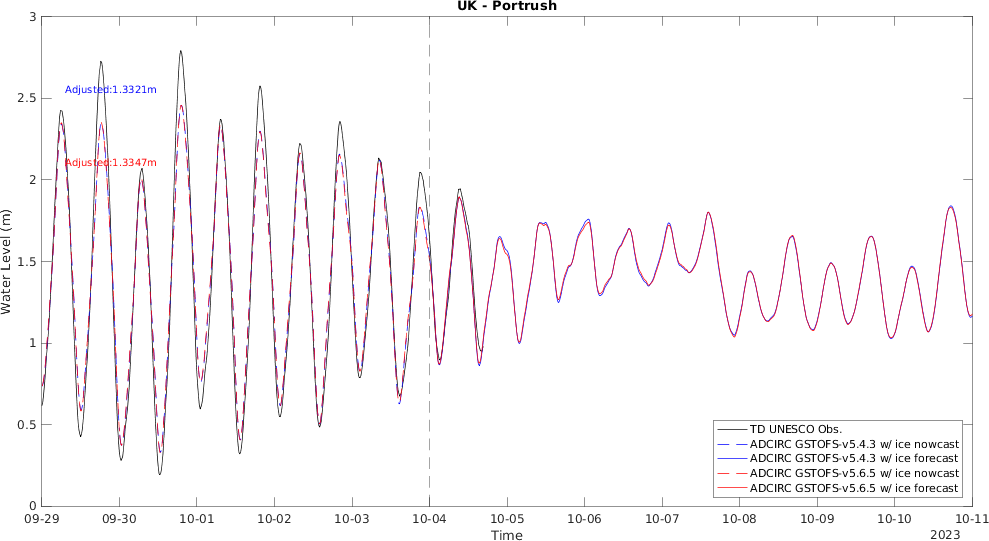 UK - Portrush
3
2.5
2
1.5
1
0.5
0
Water Level (m)
Adjusted:1.3321m
Adjusted:1.3347m
TD UNESCO Obs.
ADCIRC GSTOFS-v5.4.3 w/ ice nowcast
ADCIRC GSTOFS-v5.4.3 w/ ice forecast
ADCIRC GSTOFS-v5.6.5 w/ ice nowcast
ADCIRC GSTOFS-v5.6.5 w/ ice forecast
09-29 09-30 10-01 10-02 10-03 10-04 10-05 10-06 10-07 10-08 10-09 10-10 10-11
Time
2023